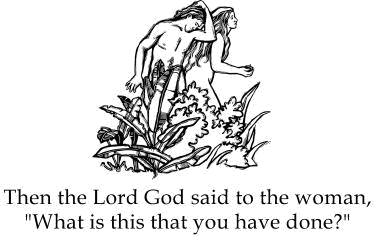 Then the Lord God said to the woman,
"What is this that you have done?"